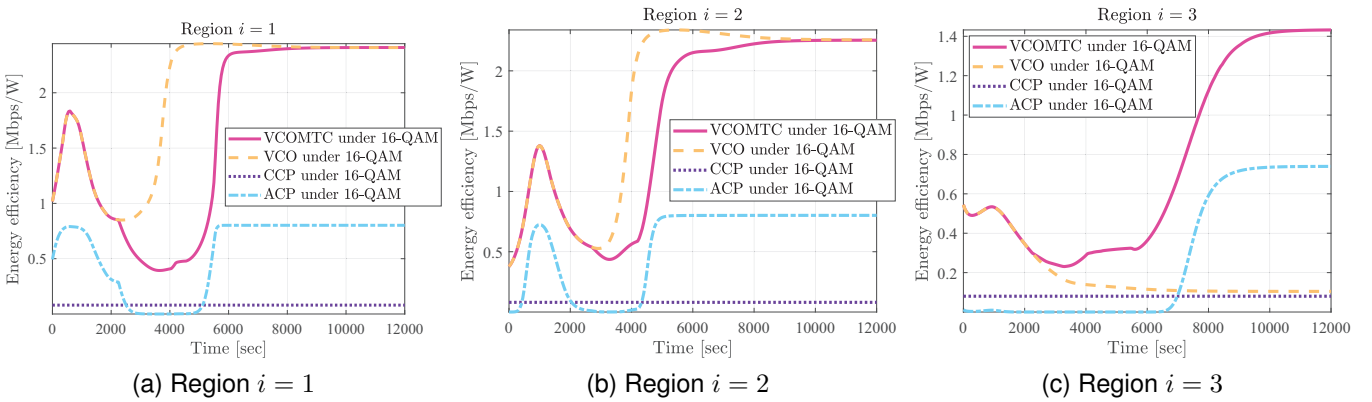 Region i = 1
Energy efficiency [Mbps/W]
2
1.5
1
0.5
VCOMTC under 16-QAM
VCO under 16-QAM
CCP under 16-QAM
ACP under 16-QAM
0 2000 4000 6000 8000 10000 12000
Time [sec]
(a) Region i = 1
Region i = 2
Energy efficiency [Mbps/W]
2
1.5
1
0.5
VCOMTC under 16-QAM
VCO under 16-QAM
CCP under 16-QAM
ACP under 16-QAM
0 2000 4000 6000 8000 10000 12000
Time [sec]
(b) Region i = 2
Region i = 3
Energy efficiency [Mbps/W]
1.4
1.2
1
0.8
0.6
0.4
0.2
VCOMTC under 16-QAM
VCO under 16-QAM
CCP under 16-QAM
ACP under 16-QAM
0 2000 4000 6000 8000 10000 12000
Time [sec]
(c) Region i = 3